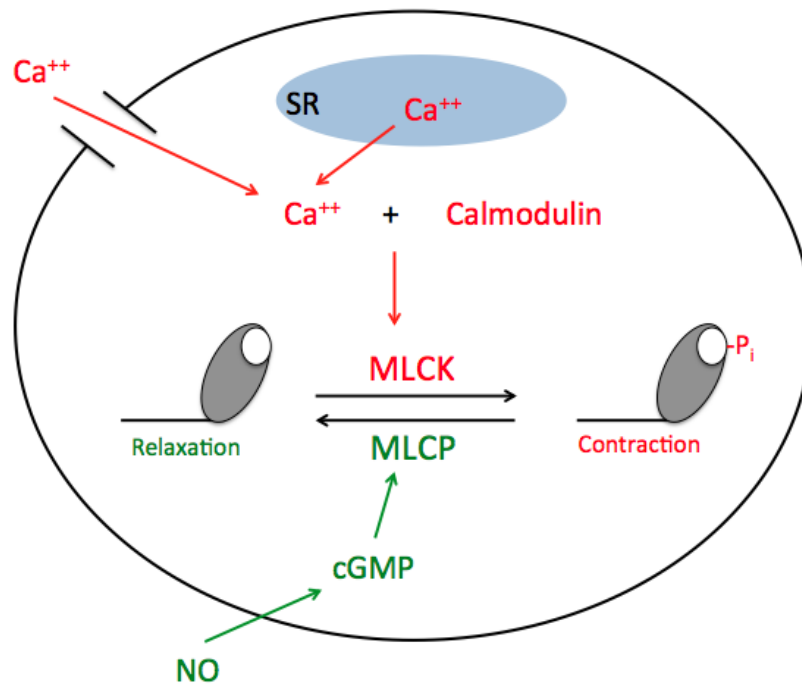 Ca⁺⁺
SR
Ca⁺⁺
Ca⁺⁺ + Calmodulin
MLCK
-Pᵢ
Relaxation
MLCP
Contraction
cGMP
NO